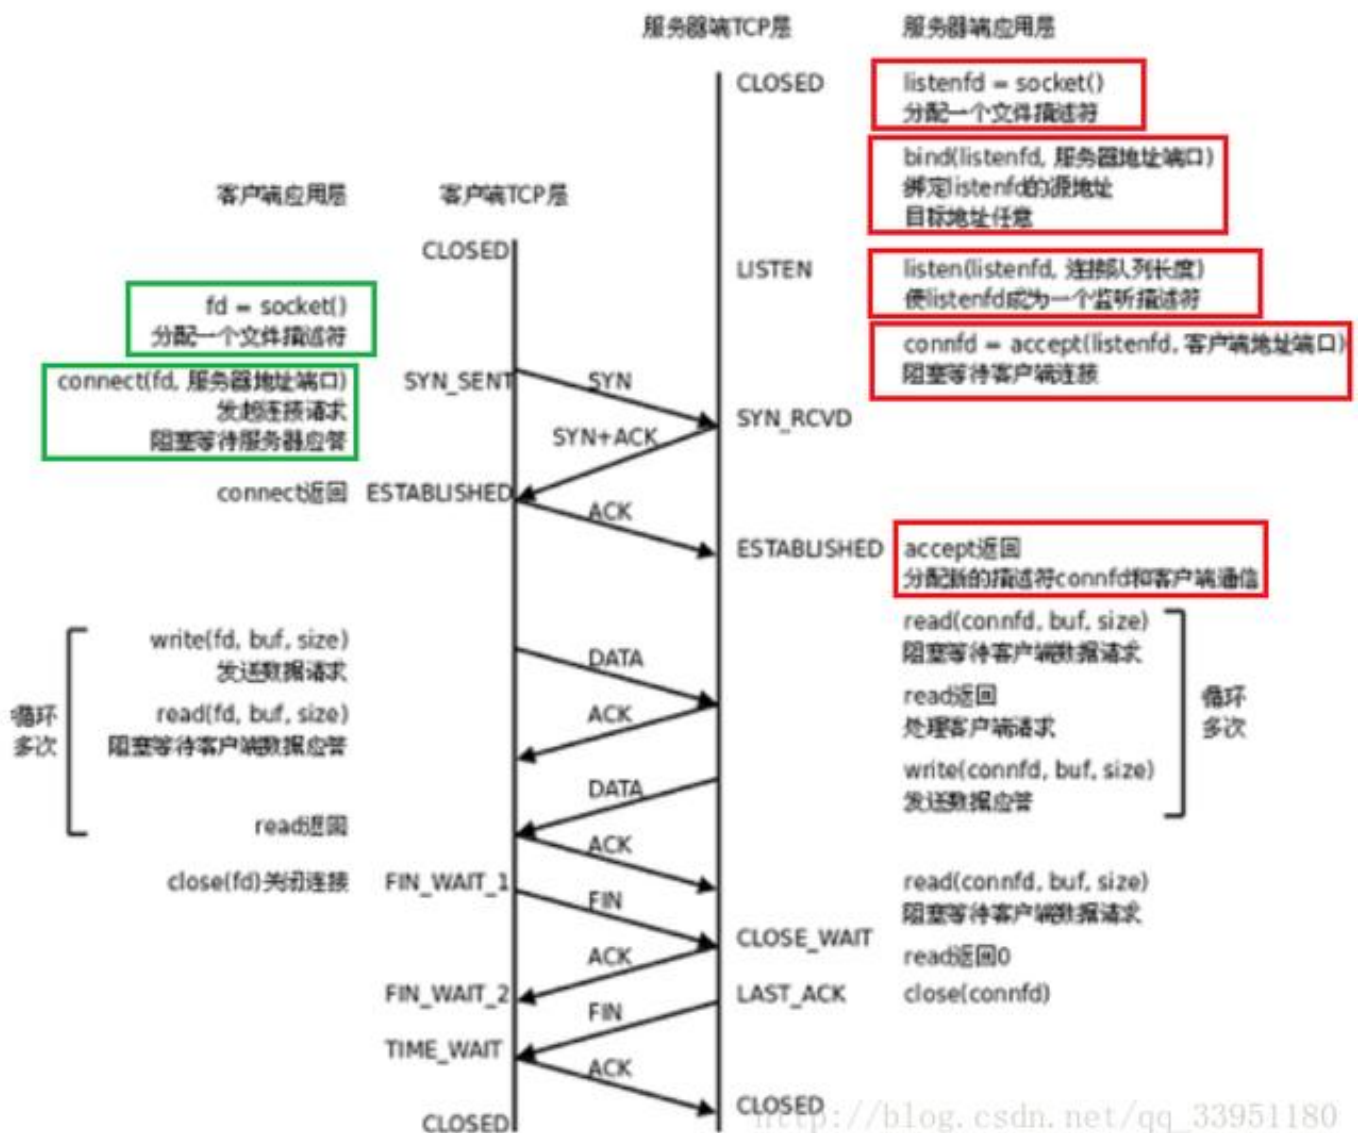 服务器端TCP层 服务器端应用层
CLOSED listenfd = socket()
分配一个文件描述符
bind(listenfd, 服务器地址端口)
客户端应用层 客户端TCP层 绑定listenfd的源地址
目标地址任意
CLOSED
LISTEN listen(listenfd, 连接队列长度)
fd = socket() 使listenfd成为一个监听描述符
分配一个文件描述符 connfd = accept(listenfd, 客户端地址端口)
connect(fd, 服务器地址端口) SYN_SENT SYN 阻塞等待客户端连接
发起连接请求 SYN_RCVD
阻塞等待服务器应答 SYN+ACK
connect返回 ESTABLISHED ACK
ESTABLISHED accept返回
分配新的描述符connfd和客户端通信
write(fd, buf, size) read(connfd, buf, size)
发送数据请求 DATA 阻塞等待客户端数据请求
循环 read(fd, buf, size) ACK read返回 循环
多次 阻塞等待客户端数据应答 处理客户端请求 多次
DATA write(connfd, buf, size)
发送数据应答
read返回 ACK
close(fd)关闭连接 FIN_WAIT_1 FIN read(connfd, buf, size)
阻塞等待客户端数据请求
CLOSE_WAIT
ACK read返回0
FIN_WAIT_2 LAST_ACK close(connfd)
FIN
TIME_WAIT
ACK
CLOSED CLOSED
http://blog.csdn.net/qq_33951180